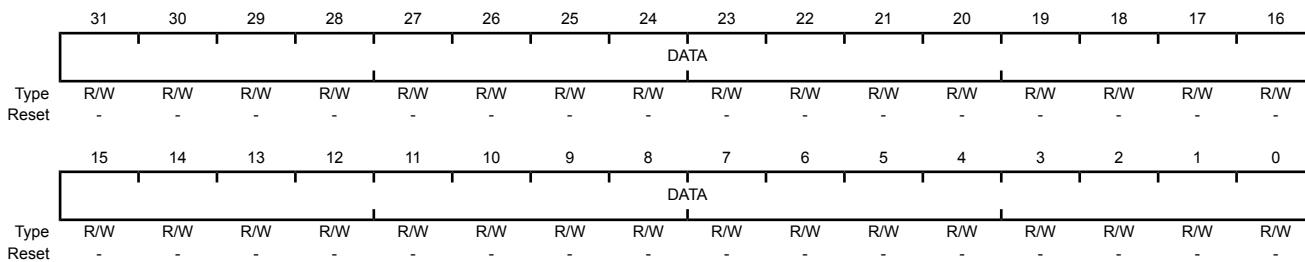 31 30 29 28 27 26 25 24 23 22 21 20 19 18 17 16
DATA
Type R/W R/W R/W R/W R/W R/W R/W R/W R/W R/W R/W R/W R/W R/W R/W R/W
Reset - - - - - - - - - - - - - - - -
15 14 13 12 11 10 9 8 7 6 5 4 3 2 1 0
DATA
Type R/W R/W R/W R/W R/W R/W R/W R/W R/W R/W R/W R/W R/W R/W R/W R/W
Reset - - - - - - - - - - - - - - - -